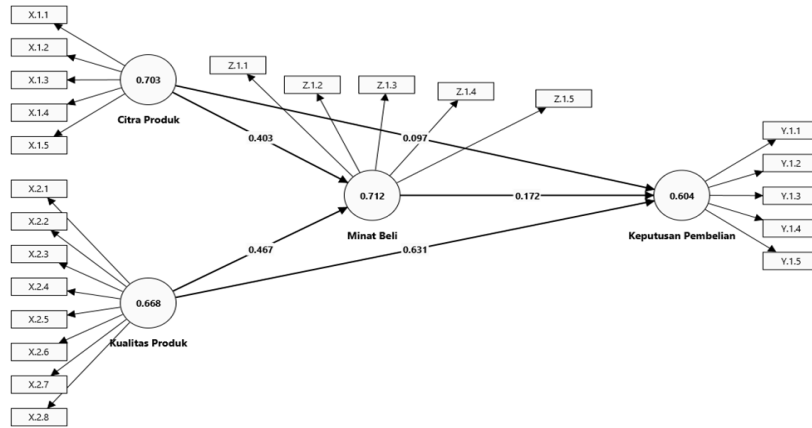 X.1.1
X.1.2
X.1.3
X.1.4
X.1.5
0.703
Citra Produk
Z.1.1
Z.1.2
Z.1.3
Z.1.4
Z.1.5
0.403
0.097
0.712
Minat Beli
0.172
0.604
Keputusan Pembelian
Y.1.1
Y.1.2
Y.1.3
Y.1.4
Y.1.5
X.2.1
X.2.2
X.2.3
X.2.4
X.2.5
X.2.6
X.2.7
X.2.8
0.467
0.631
0.668
Kualitas Produk